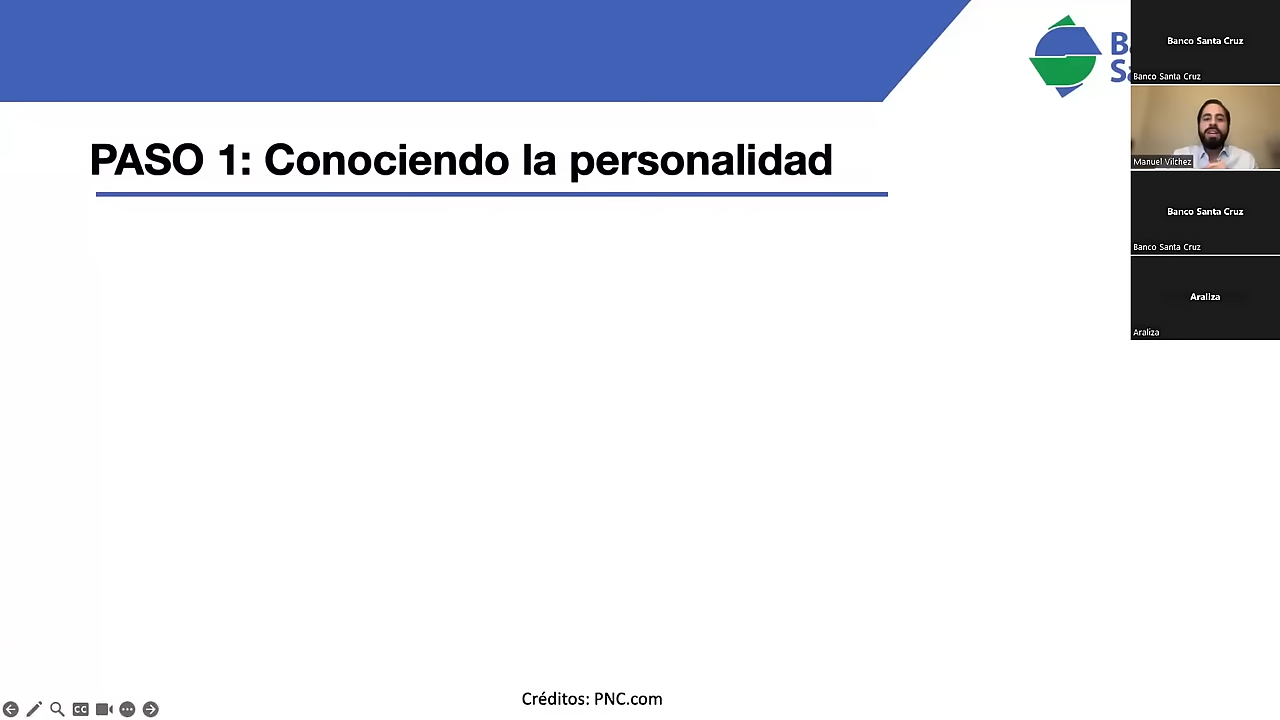 PASO 1: Conociendo la personalidad
Créditos: PNC.com
Banco Santa Cruz
Banco Santa Cruz
Manuel Vilchez
Banco Santa Cruz
Banco Santa Cruz
Araliza
Araliza
CC